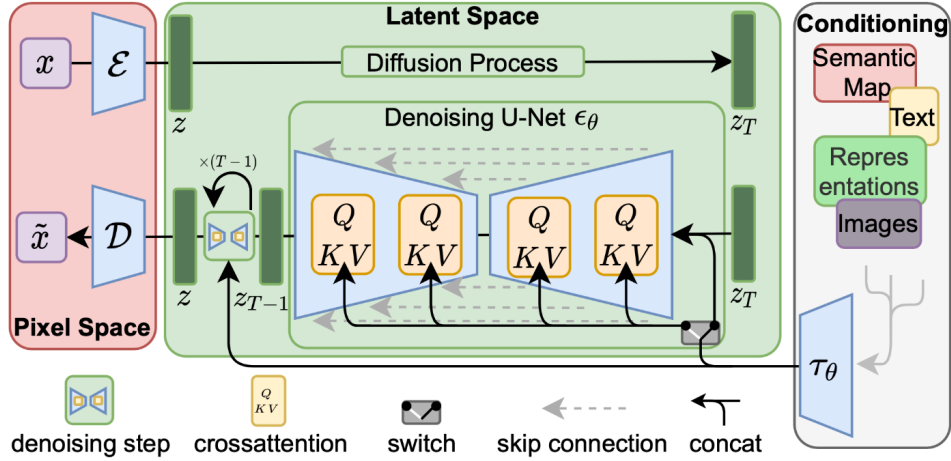 Latent Space
Conditioning
Semantic
Map
Text
Repres
entations
Images
x
ℰ
Diffusion Process
z
z_T
Denoising U-Net ϵ_θ
×(T−1)
Q
KV
Q
KV
Q
KV
Q
KV
x̃
𝒟
z
z_{T−1}
z_T
Pixel Space
τ_θ
Q
KV
denoising step
crossattention
switch
skip connection
concat